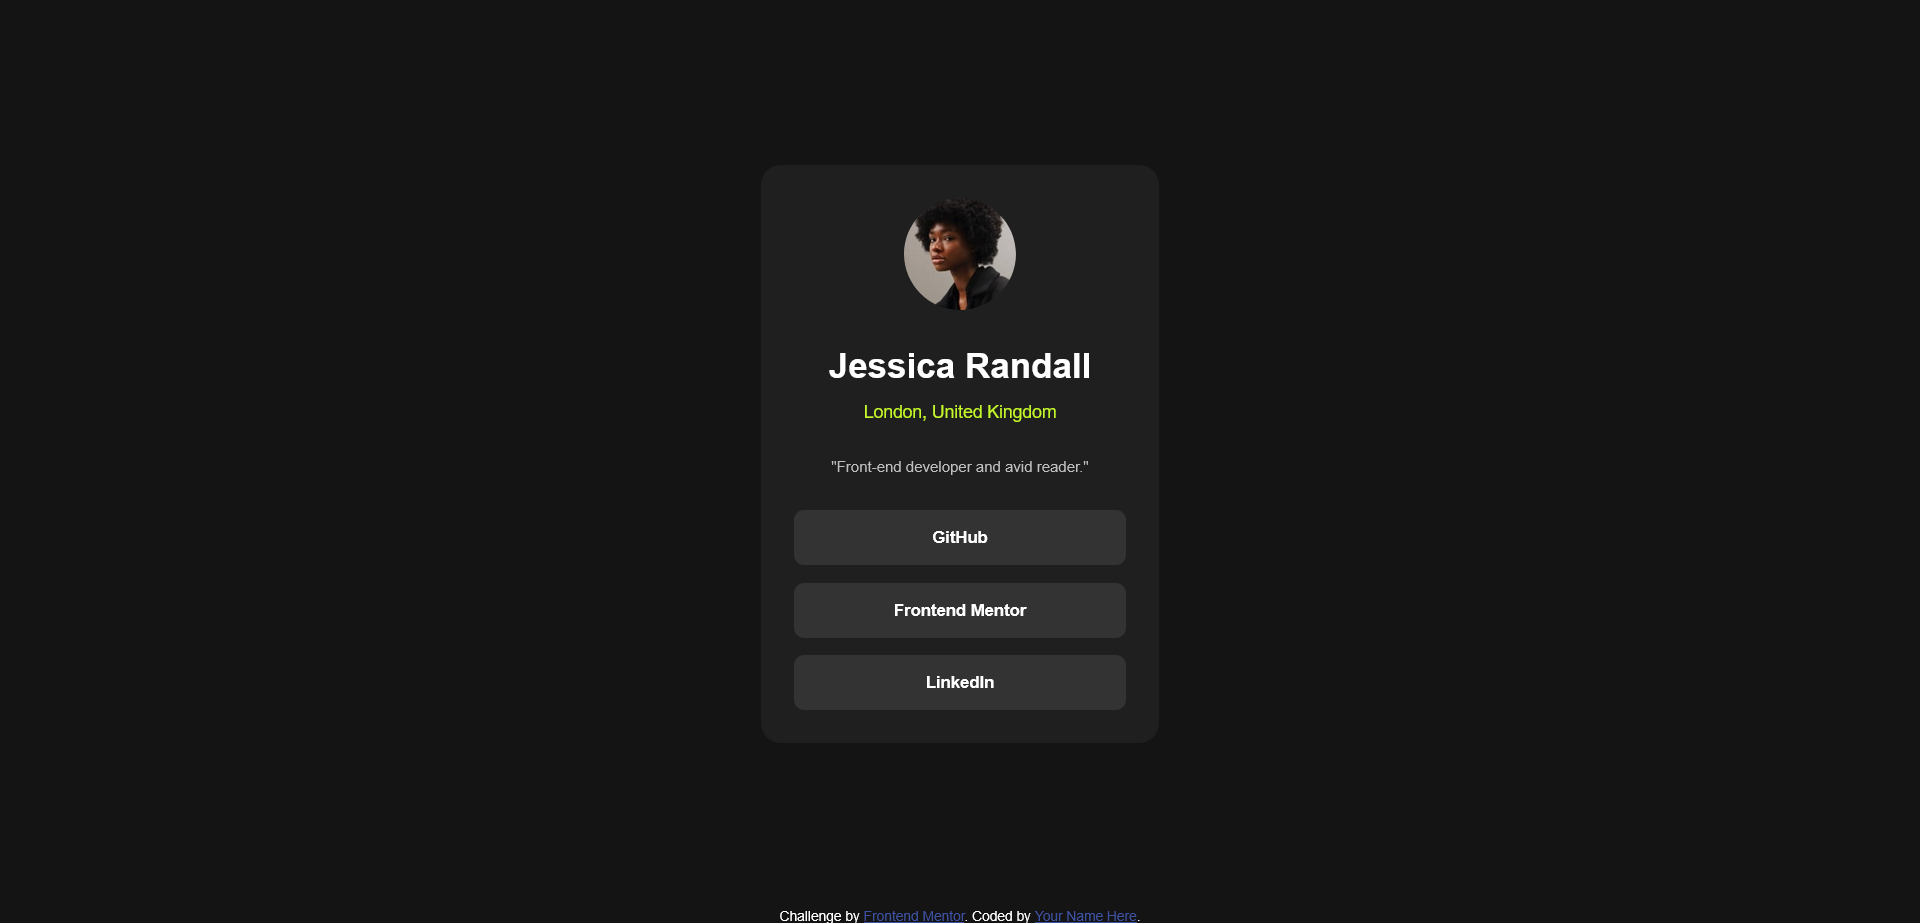 Jessica Randall
London, United Kingdom
"Front-end developer and avid reader."
GitHub
Frontend Mentor
LinkedIn
Challenge by Frontend Mentor. Coded by Your Name Here.